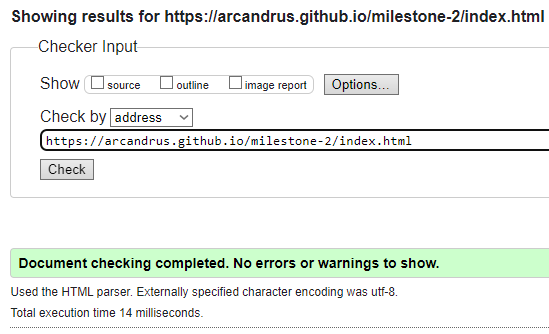 Showing results for https://arcandrus.github.io/milestone-2/index.html
Checker Input
Show source outline image report Options...
Check by address
https://arcandrus.github.io/milestone-2/index.html
Check
Document checking completed. No errors or warnings to show.
Used the HTML parser. Externally specified character encoding was utf-8.
Total execution time 14 milliseconds.